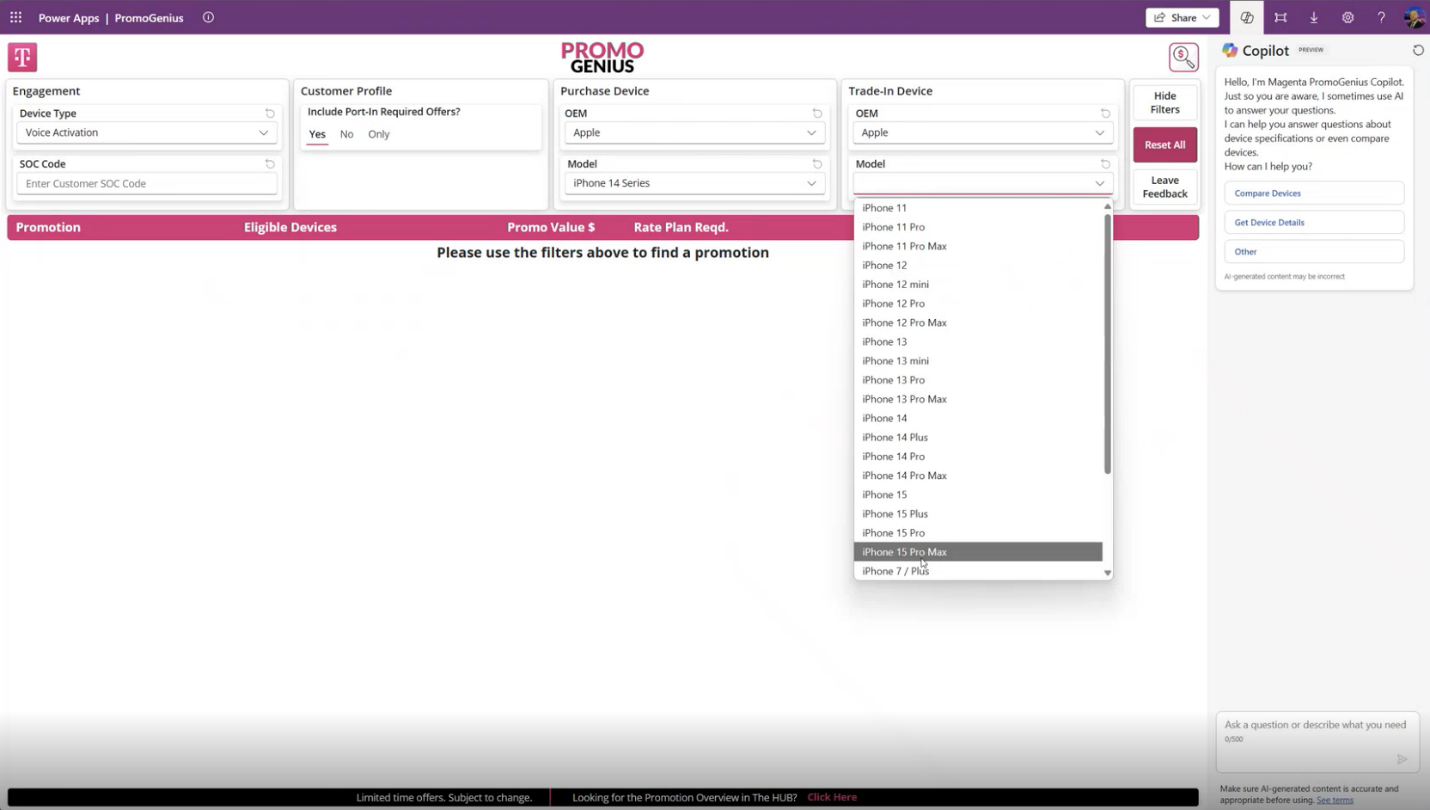 Power Apps | PromoGenius
Share
T
PROMO
GENIUS
Engagement
Device Type
Voice Activation
SOC Code
Enter Customer SOC Code
Customer Profile
Include Port-In Required Offers?
Yes No Only
Purchase Device
OEM
Apple
Model
iPhone 14 Series
Trade-In Device
OEM
Apple
Model
Hide
Filters
Reset All
Leave
Feedback
Promotion Eligible Devices Promo Value $ Rate Plan Reqd.
Please use the filters above to find a promotion
iPhone 11
iPhone 11 Pro
iPhone 11 Pro Max
iPhone 12
iPhone 12 mini
iPhone 12 Pro
iPhone 12 Pro Max
iPhone 13
iPhone 13 mini
iPhone 13 Pro
iPhone 13 Pro Max
iPhone 14
iPhone 14 Plus
iPhone 14 Pro
iPhone 14 Pro Max
iPhone 15
iPhone 15 Plus
iPhone 15 Pro
iPhone 15 Pro Max
iPhone 7 / Plus
Copilot PREVIEW
Hello, I'm Magenta PromoGenius Copilot.
Just so you are aware, I sometimes use AI
to answer your questions.
I can help you answer questions about
device specifications or even compare
devices.
How can I help you?
Compare Devices
Get Device Details
Other
AI-generated content may be incorrect
Ask a question or describe what you need
0/500
Make sure AI-generated content is accurate and
appropriate before using. See terms
Limited time offers. Subject to change. | Looking for the Promotion Overview in The HUB? Click Here